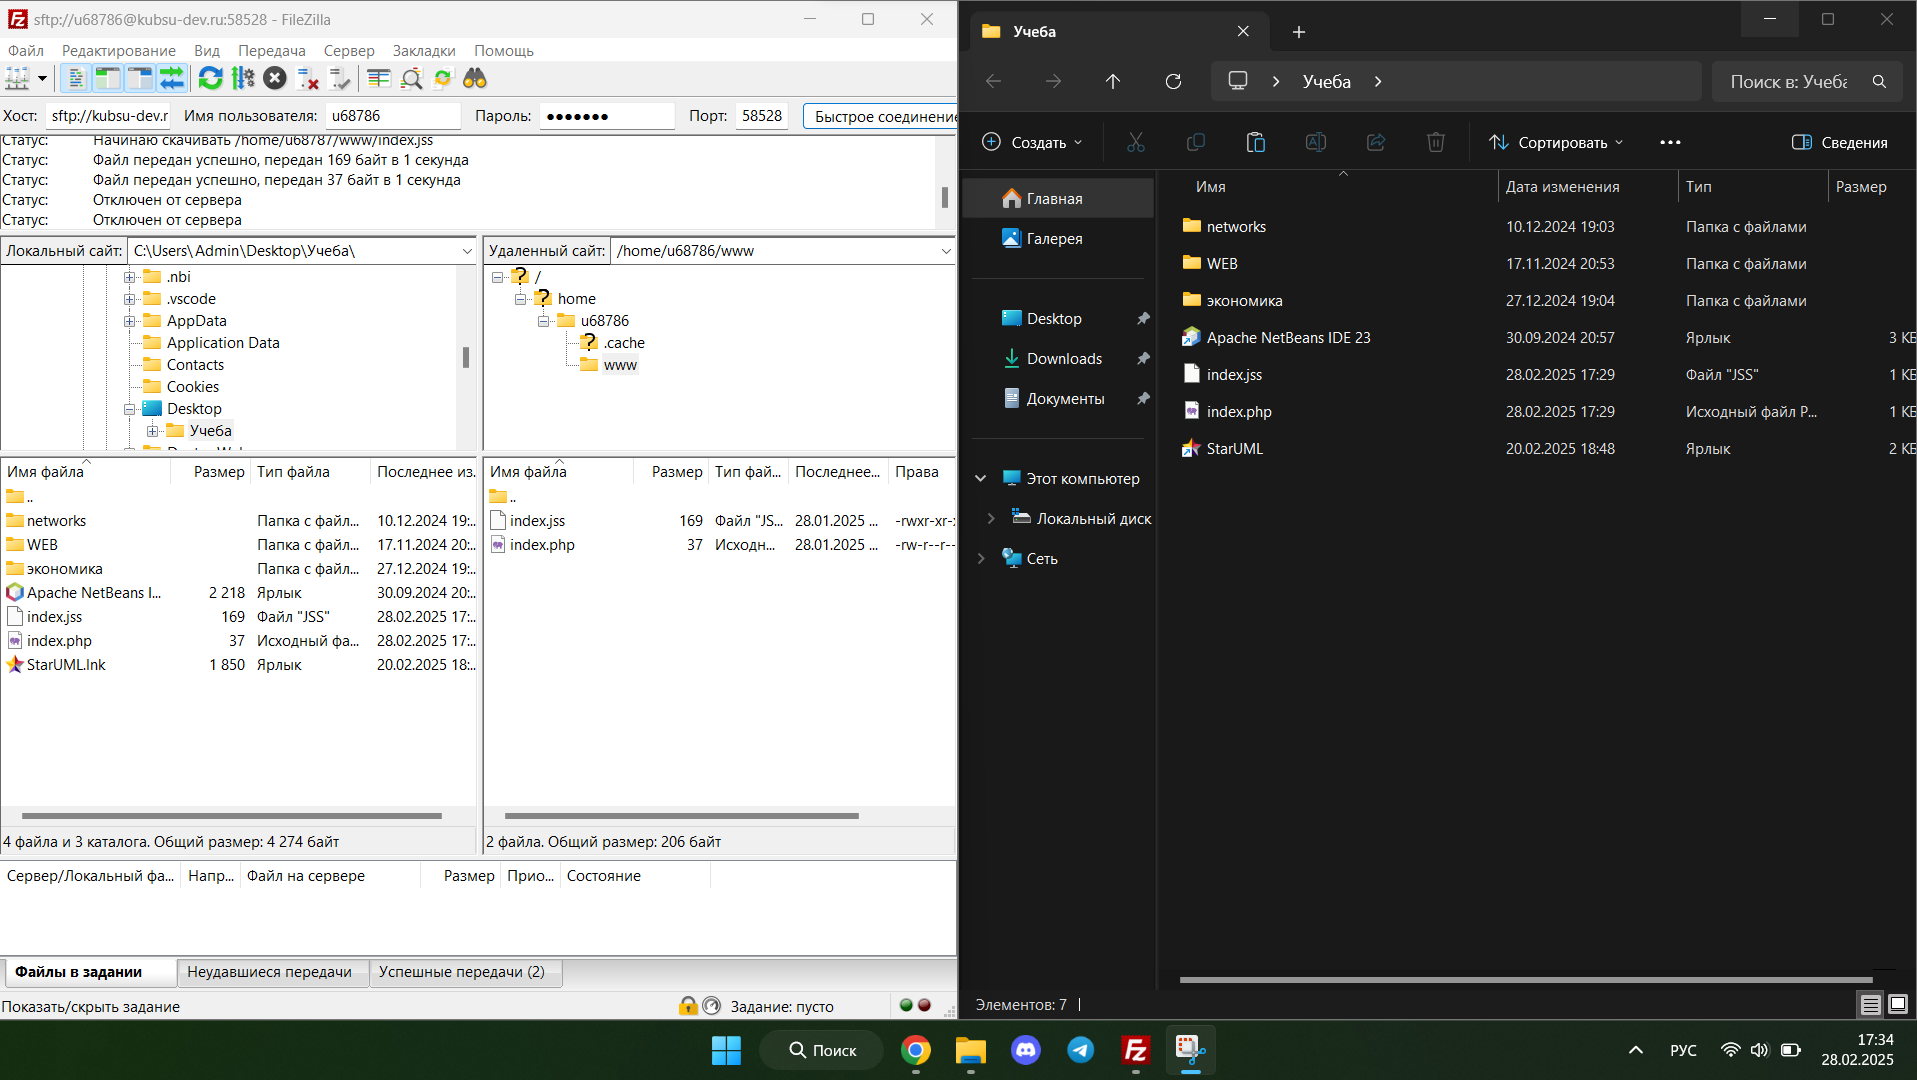 sftp://u68786@kubsu-dev.ru:58528 - FileZilla
Файл Редактирование Вид Передача Сервер Закладки Помощь
Хост: sftp://kubsu-dev.r Имя пользователя: u68786 Пароль: ●●●●●●● Порт: 58528 Быстрое соединение
Статус: Начинаю скачивать /home/u68787/www/index.jss
Статус: Файл передан успешно, передан 169 байт в 1 секунда
Статус: Файл передан успешно, передан 37 байт в 1 секунда
Статус: Отключен от сервера
Статус: Отключен от сервера
Локальный сайт: C:\Users\Admin\Desktop\Учеба\
.nbi
.vscode
AppData
Application Data
Contacts
Cookies
Desktop
Учеба
Удаленный сайт: /home/u68786/www
/
home
u68786
.cache
www
Имя файла Размер Тип файла Последнее из.
..
networks Папка с файл... 10.12.2024 19:..
WEB Папка с файл... 17.11.2024 20:..
экономика Папка с файл... 27.12.2024 19:..
Apache NetBeans I... 2 218 Ярлык 30.09.2024 20:..
index.jss 169 Файл "JSS" 28.02.2025 17:..
index.php 37 Исходный фа... 28.02.2025 17:..
StarUML.lnk 1 850 Ярлык 20.02.2025 18:..
4 файла и 3 каталога. Общий размер: 4 274 байт
Имя файла Размер Тип фай... Последнее... Права
..
index.jss 169 Файл "JS... 28.01.2025 ... -rwxr-xr-x
index.php 37 Исходн... 28.01.2025 ... -rw-r--r--
2 файла. Общий размер: 206 байт
Сервер/Локальный фа... Напр... Файл на сервере Размер Прио... Состояние
Файлы в задании Неудавшиеся передачи Успешные передачи (2)
Показать/скрыть задание Задание: пусто
Учеба
Учеба
Поиск в: Учеба
Создать Сортировать Сведения
Главная
Галерея
Desktop
Downloads
Документы
Этот компьютер
Локальный диск
Сеть
Имя Дата изменения Тип Размер
networks 10.12.2024 19:03 Папка с файлами
WEB 17.11.2024 20:53 Папка с файлами
экономика 27.12.2024 19:04 Папка с файлами
Apache NetBeans IDE 23 30.09.2024 20:57 Ярлык 3 КБ
index.jss 28.02.2025 17:29 Файл "JSS" 1 КБ
index.php 28.02.2025 17:29 Исходный файл P... 1 КБ
StarUML 20.02.2025 18:48 Ярлык 2 КБ
Элементов: 7
Поиск
РУС
17:34
28.02.2025